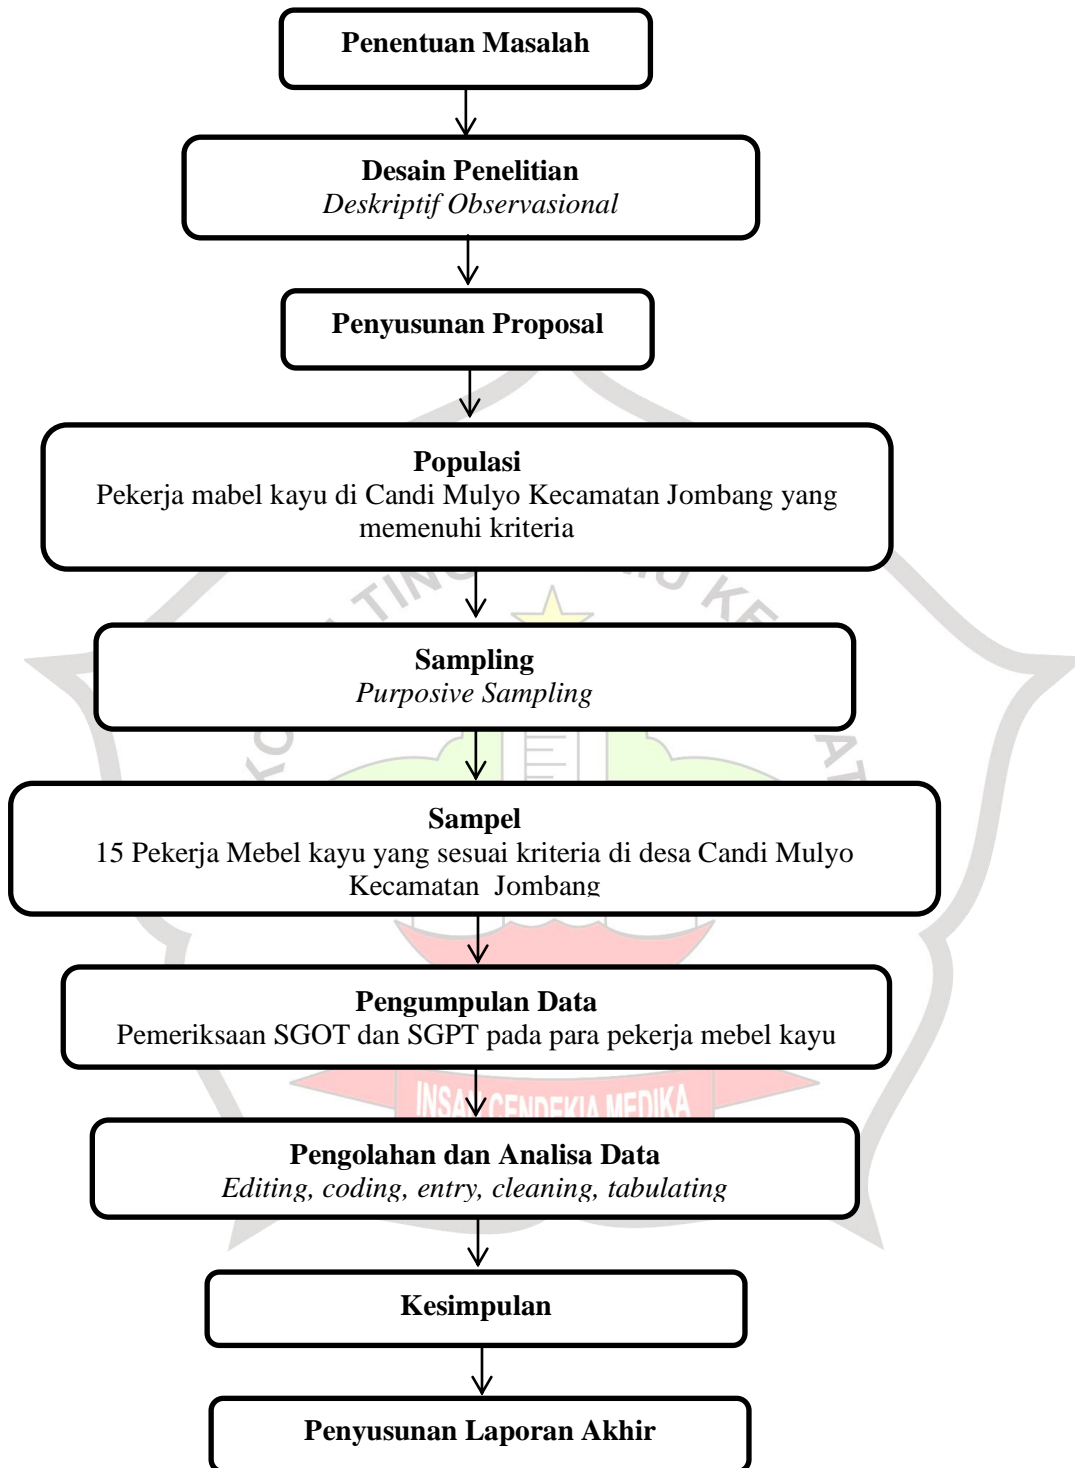 Penentuan Masalah
Desain Penelitian
Deskriptif Observasional
Penyusunan Proposal
Populasi
Pekerja mabel kayu di Candi Mulyo Kecamatan Jombang yang
memenuhi kriteria
Sampling
Purposive Sampling
Sampel
15 Pekerja Mebel kayu yang sesuai kriteria di desa Candi Mulyo
Kecamatan Jombang
Pengumpulan Data
Pemeriksaan SGOT dan SGPT pada para pekerja mebel kayu
INSAN CENDEKIA MEDIKA
Pengolahan dan Analisa Data
Editing, coding, entry, cleaning, tabulating
Kesimpulan
Penyusunan Laporan Akhir